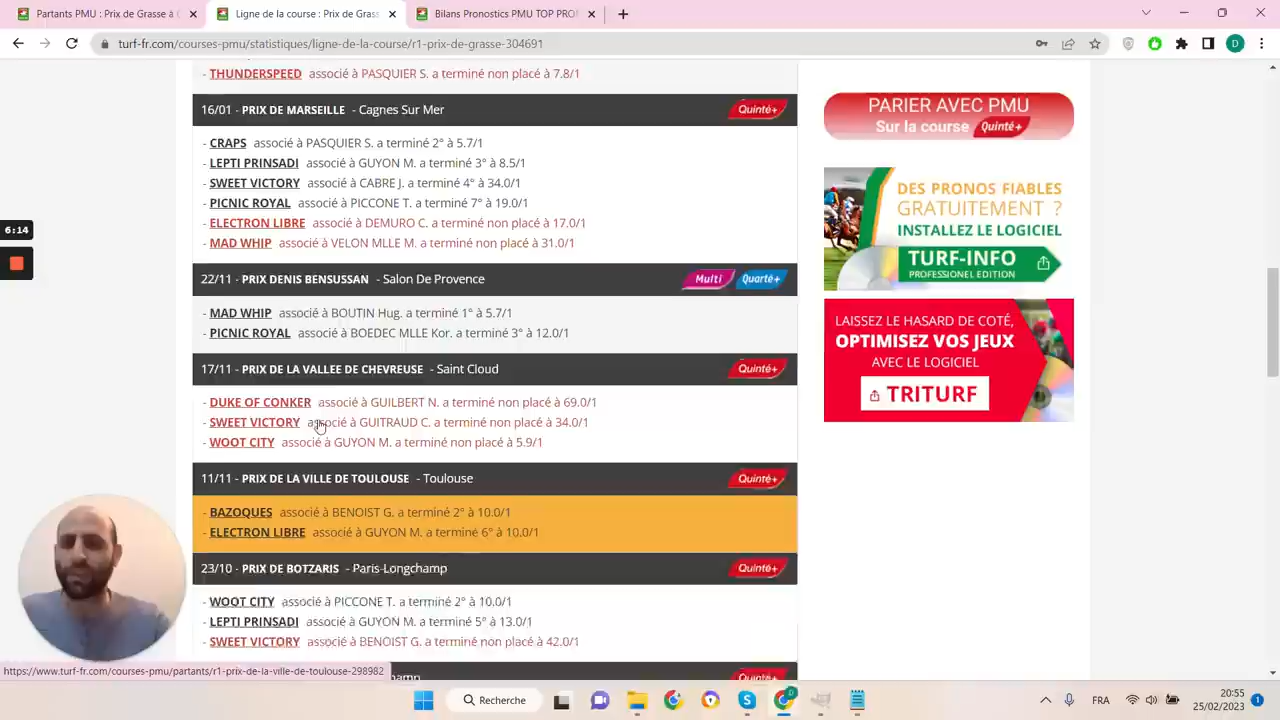 Partants PMU : Prix de Grass
Ligne de la course : Prix de Gr
Bilans Pronostics PMU TOP PRO
turf-fr.com/courses-pmu/statistiques/ligne-de-la-course/r1-prix-de-grasse-304691
D
- THUNDERSPEED associé à PASQUIER S. a terminé non placé à 7.8/1
16/01 - PRIX DE MARSEILLE - Cagnes Sur Mer Quinté+
- CRAPS associé à PASQUIER S. a terminé 2° à 5.7/1
- LEPTI PRINSADI associé à GUYON M. a terminé 3° à 8.5/1
- SWEET VICTORY associé à CABRE J. a terminé 4° à 34.0/1
- PICNIC ROYAL associé à PICCONE T. a terminé 7° à 19.0/1
- ELECTRON LIBRE associé à DEMURO C. a terminé non placé à 17.0/1
- MAD WHIP associé à VELON MLLE M. a terminé non placé à 31.0/1
22/11 - PRIX DENIS BENSUSSAN - Salon De Provence Multi Quarté+
- MAD WHIP associé à BOUTIN Hug. a terminé 1° à 5.7/1
- PICNIC ROYAL associé à BOEDEC MLLE Kor. a terminé 3° à 12.0/1
17/11 - PRIX DE LA VALLEE DE CHEVREUSE - Saint Cloud Quinté+
- DUKE OF CONKER associé à GUILBERT N. a terminé non placé à 69.0/1
- SWEET VICTORY associé à GUITRAUD C. a terminé non placé à 34.0/1
- WOOT CITY associé à GUYON M. a terminé non placé à 5.9/1
11/11 - PRIX DE LA VILLE DE TOULOUSE - Toulouse Quinté+
- BAZOQUES associé à BENOIST G. a terminé 2° à 10.0/1
- ELECTRON LIBRE associé à GUYON M. a terminé 6° à 10.0/1
23/10 - PRIX DE BOTZARIS - Paris-Longchamp Quinté+
- WOOT CITY associé à PICCONE T. a terminé 2° à 10.0/1
- LEPTI PRINSADI associé à GUYON M. a terminé 5° à 13.0/1
- SWEET VICTORY associé à BENOIST G. a terminé non placé à 42.0/1
Quinté+
PARIER AVEC PMU
Sur la course Quinté+
DES PRONOS FIABLES
GRATUITEMENT ?
INSTALLEZ LE LOGICIEL
TURF-INFO
PROFESSIONEL EDITION
LAISSEZ LE HASARD DE COTÉ,
OPTIMISEZ VOS JEUX
AVEC LE LOGICIEL
TRITURF
6:14
https://www.turf-fr.com/courses-pmu/partants/r1-prix-de-la-ville-de-toulouse-298982
Recherche
FRA
20:55
25/02/2023
1